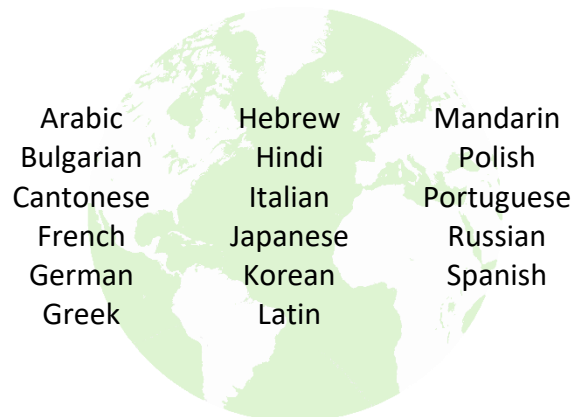 Arabic
Bulgarian
Cantonese
French
German
Greek
Hebrew
Hindi
Italian
Japanese
Korean
Latin
Mandarin
Polish
Portuguese
Russian
Spanish